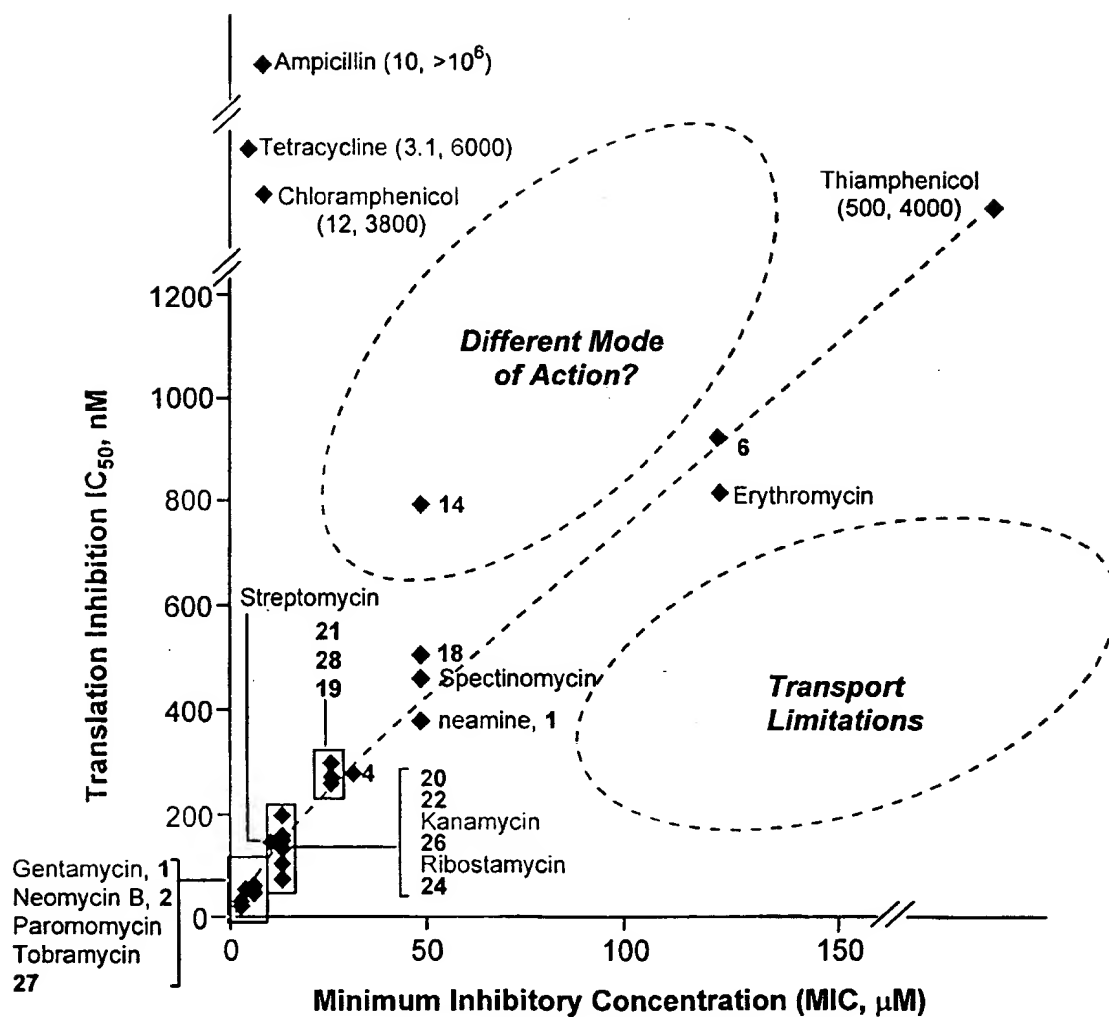 Ampicillin (10, >10⁶)
Tetracycline (3.1, 6000)
Chloramphenicol
(12, 3800)
Thiamphenicol
(500, 4000)
1200
1000
800
600
400
200
0
Translation Inhibition IC₅₀, nM
Different Mode
of Action?
6
Erythromycin
14
Streptomycin
21
28
19
18
Spectinomycin
neamine, 1
Transport
Limitations
4
20
22
Kanamycin
26
Ribostamycin
24
Gentamycin, 1
Neomycin B, 2
Paromomycin
Tobramycin
27
0
50
100
150
Minimum Inhibitory Concentration (MIC, μM)